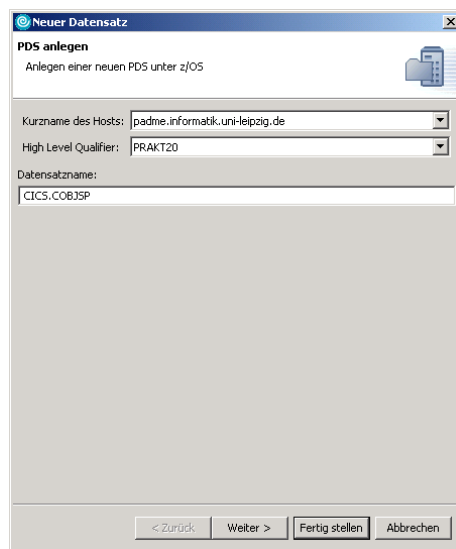 Neuer Datensatz
PDS anlegen
Anlegen einer neuen PDS unter z/OS
Kurzname des Hosts: padme.informatik.uni-leipzig.de
High Level Qualifier: PRAKT20
Datensatzname:
CICS.COBJSP
< Zurück Weiter > Fertig stellen Abbrechen